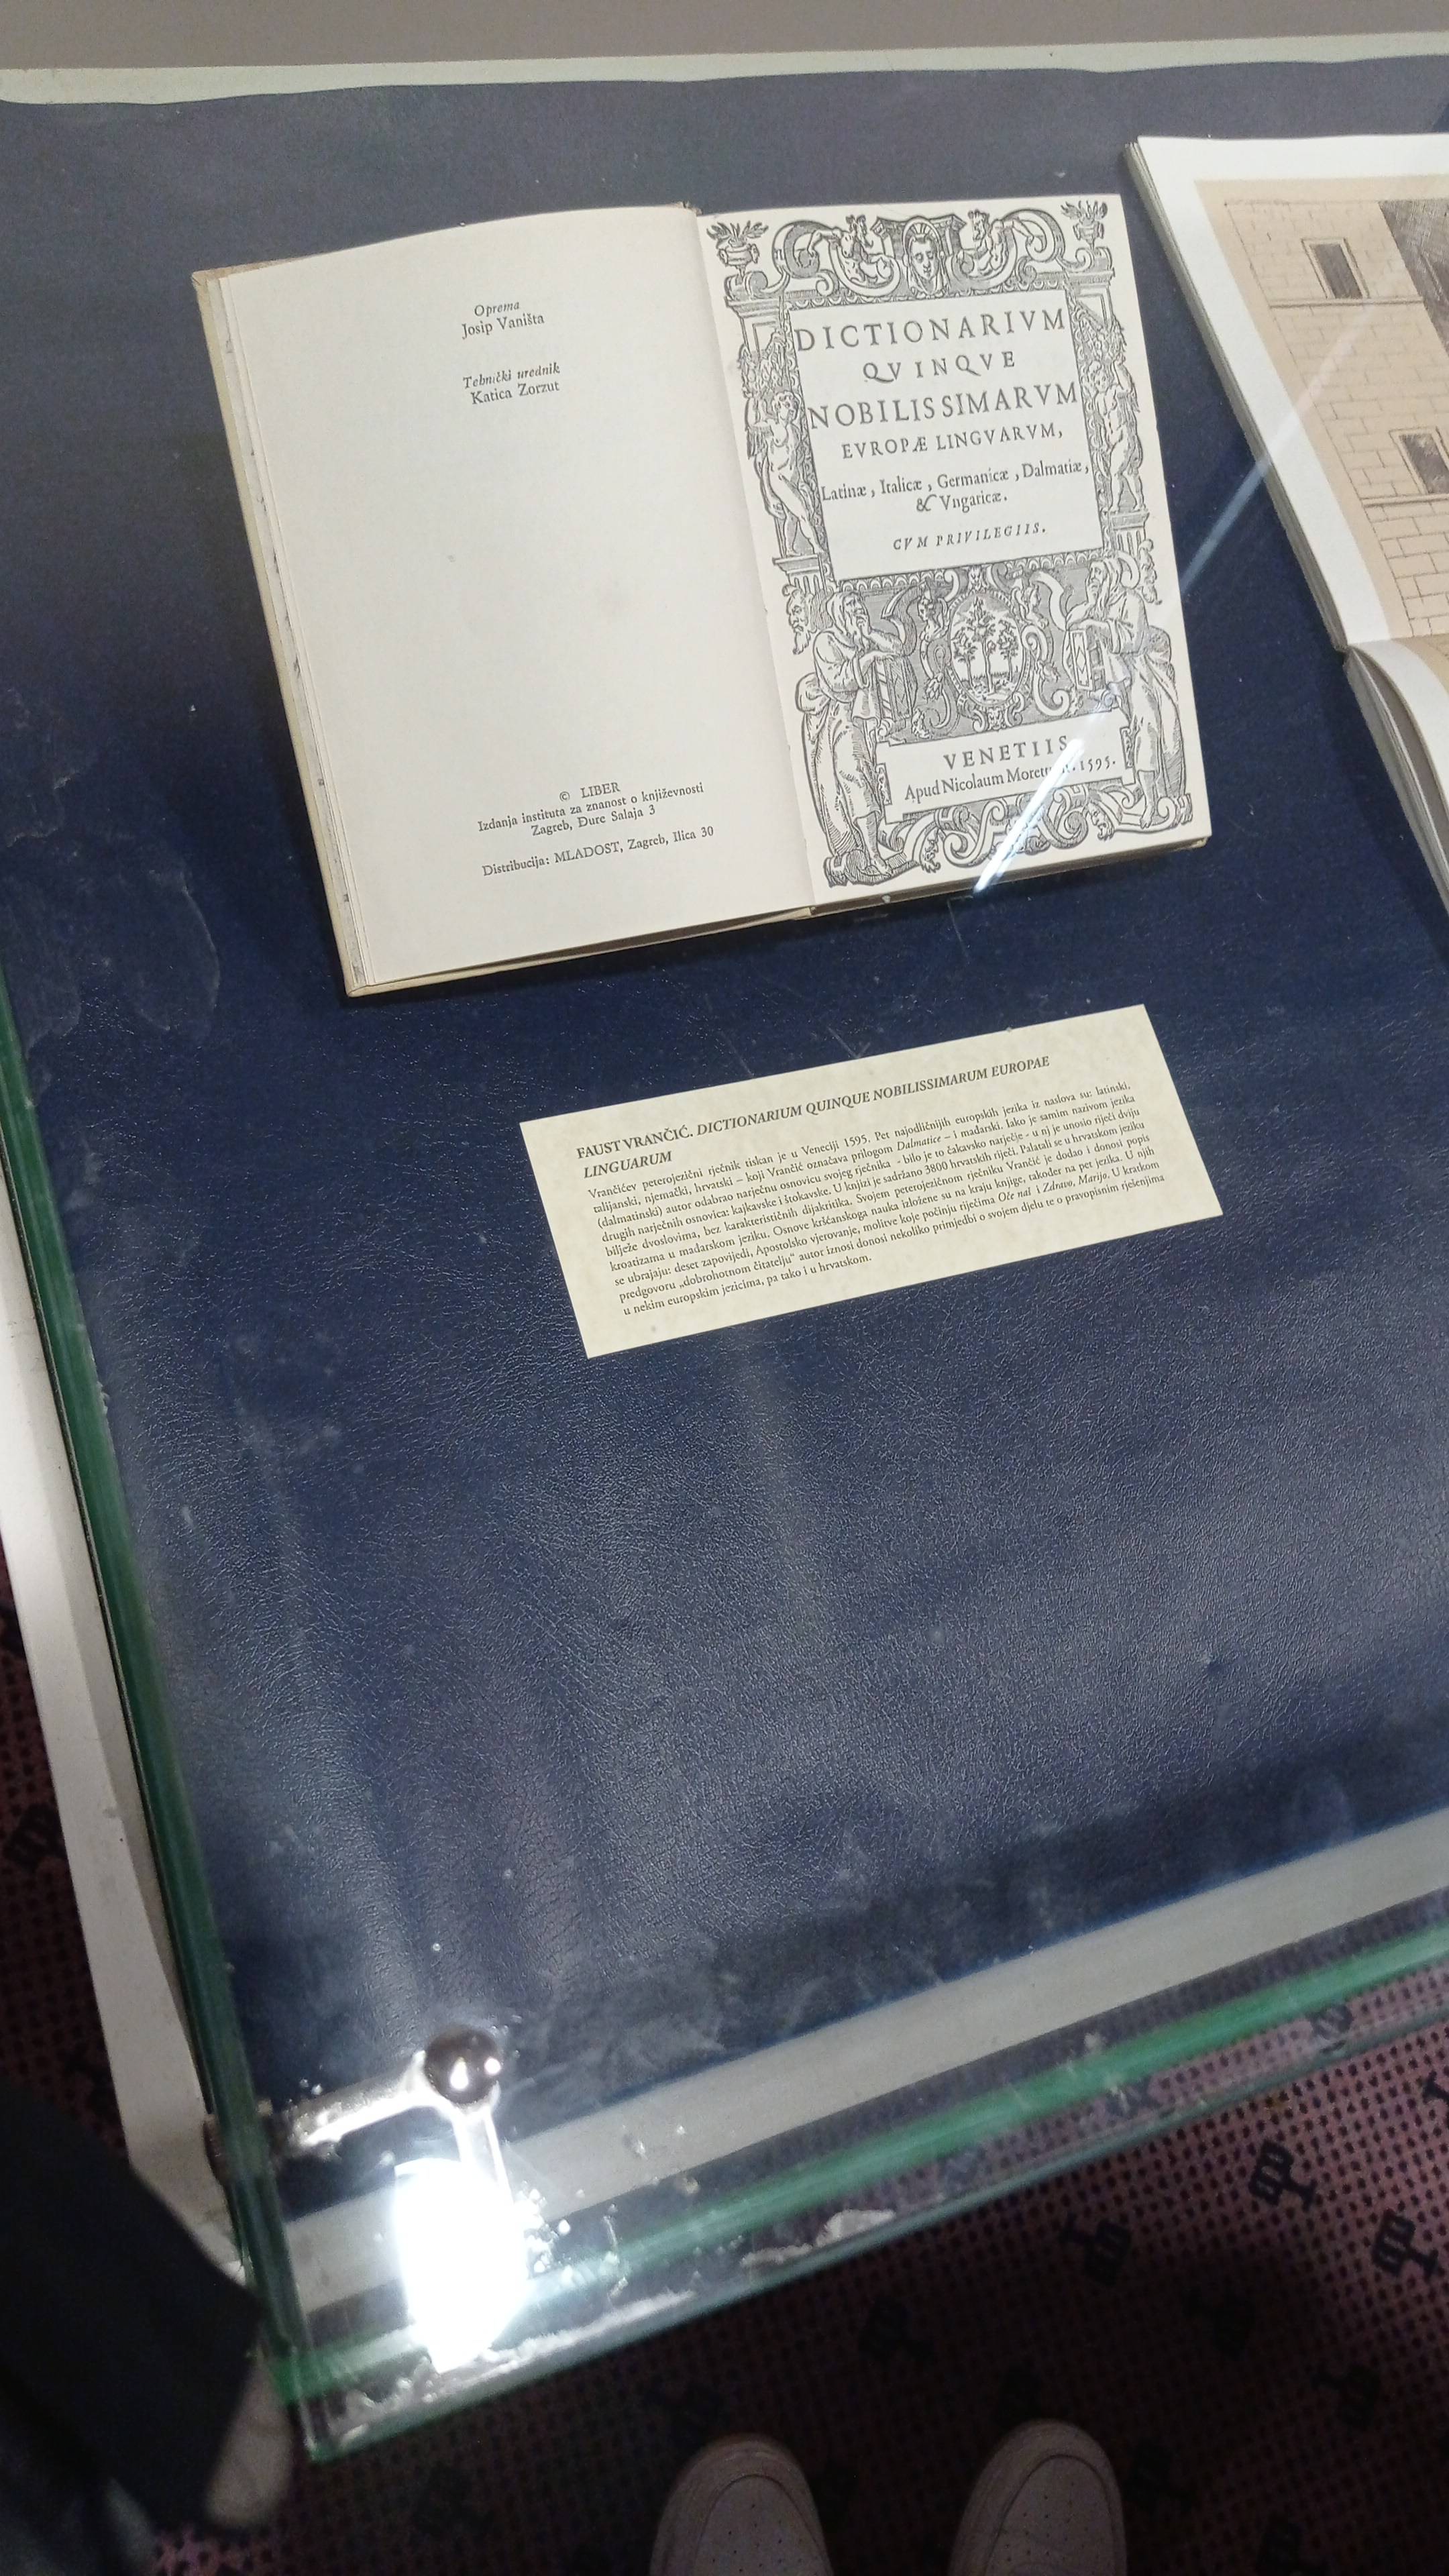 Oprema
Josip Vaništa
Tehnički urednik
Katica Zorzut
© LIBER
Izdanja instituta za znanost o književnosti
Zagreb, Đure Salaja 3
Distribucija: MLADOST, Zagreb, Ilica 30
DICTIONARIVM
QVINQVE
NOBILISSIMARVM
EVROPÆ LINGVARVM,
Latinæ, Italicæ, Germanicæ, Dalmatiæ,
& Vngaricæ.
CVM PRIVILEGIIS.
VENETIIS
Apud Nicolaum 1595.
FAUST VRANČIĆ. DICTIONARIUM QUINQUE NOBILISSIMARUM EUROPAE
LINGUARUM
Vrančićev peterojezični rječnik tiskan je u Veneciji 1595. Pet najodličnijih europskih jezika iz naslova su: latinski,
talijanski, njemački, hrvatski – koji Vrančić označava prilogom Dalmatice – i mađarski. Iako je samim nazivom jezika
(dalmatinski) autor odabrao narječnu osnovicu svojeg rječnika - bilo je to čakavsko narječje - u nj je unosio riječi dviju
drugih narječnih osnovica: kajkavske i štokavske. U knjizi je sadržano 3800 hrvatskih riječi. Palatali se u hrvatskom jeziku
bilježe dvoslovima, bez karakterističnih dijakritika. Svojem peterojezičnom rječniku Vrančić je dodao i donosi popis
kroatizama u mađarskom jeziku. Osnove kršćanskoga nauka izložene su na kraju knjige, također na pet jezika. U njih
se ubrajaju: deset zapovijedi, Apostolsko vjerovanje, molitve koje počinju riječima Oče naš i Zdravo, Marijo. U kratkom
predgovoru „dobrohotnom čitatelju“ autor iznosi donosi nekoliko primjedbi o svojem djelu te o pravopisnim rješenjima
u nekim europskim jezicima, pa tako i u hrvatskom.